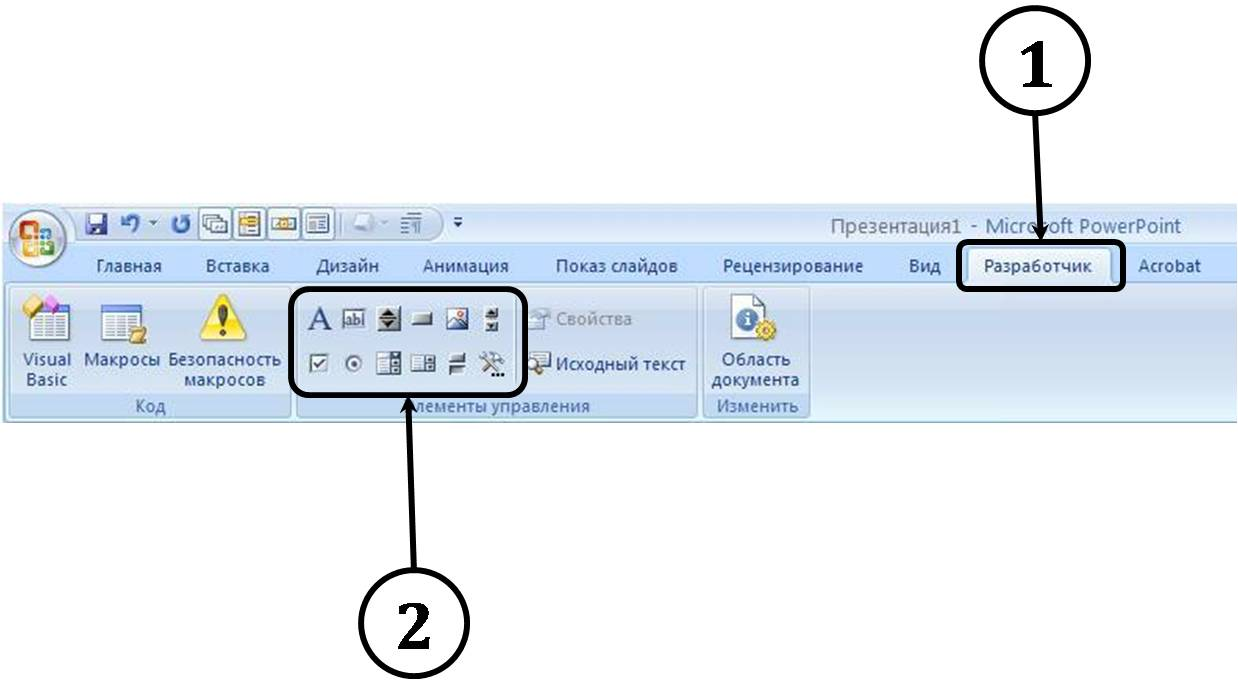 1
Презентация1 - Microsoft PowerPoint
Главная Вставка Дизайн Анимация Показ слайдов Рецензирование Вид Разработчик Acrobat
A ab Свойства
Visual Basic Макросы Безопасность макросов Исходный текст Область документа
Код лементы управления Изменить
2